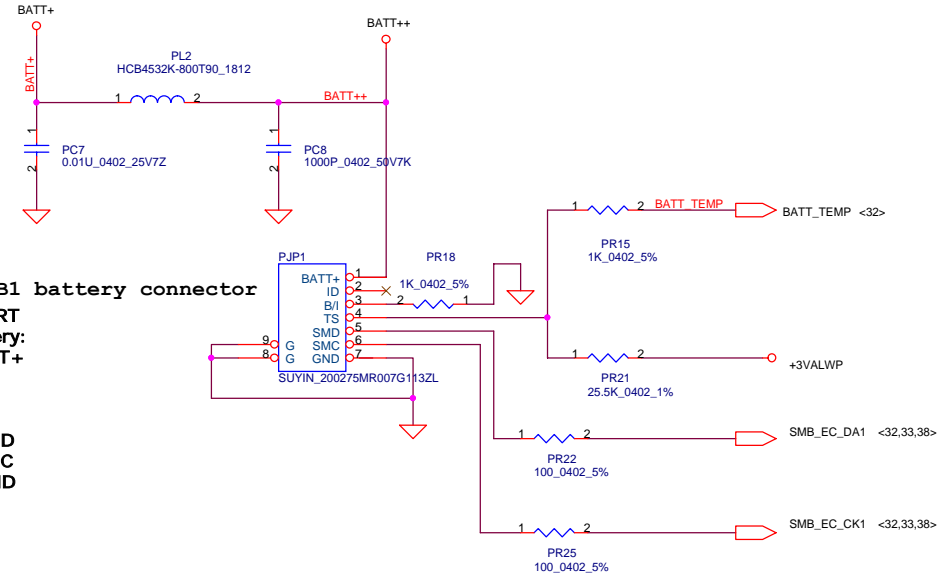 BATT+
BATT++
PL2
HCB4532K-800T90_1812
BATT+
1
2
BATT++
1
PC7
0.01U_0402_25V7Z
2
1
PC8
1000P_0402_50V7K
2
1
2
BATT_TEMP
BATT_TEMP <32>
PR15
1K_0402_5%
PJP1
PR18
1K_0402_5%
B1 battery connector
BATT+ 1
ID 2
B/I 3
2
1
TS 4
SMD 5
SMC 6
GND 7
9 G
8 G
SUYIN_200275MR007G113ZL
RT
ery:
T+
1
2
+3VALWP
PR21
25.5K_0402_1%
D
C
ID
1
2
SMB_EC_DA1 <32,33,38>
PR22
100_0402_5%
1
2
SMB_EC_CK1 <32,33,38>
PR25
100_0402_5%